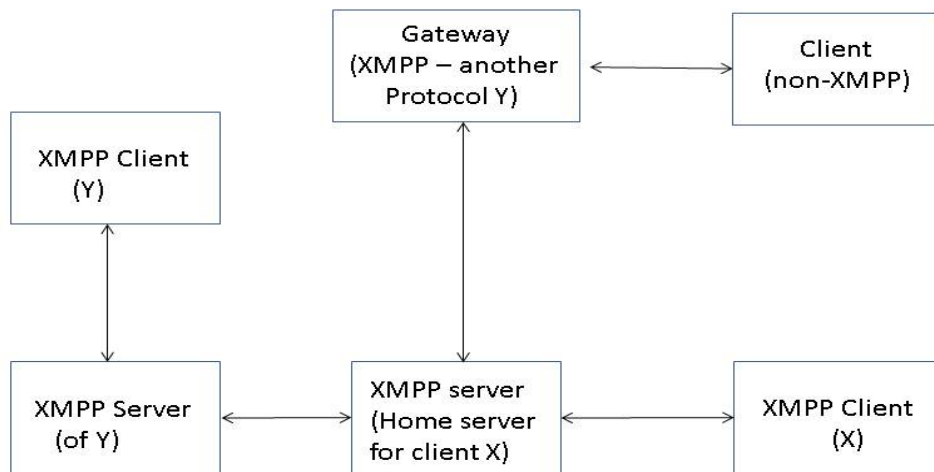 Gateway
(XMPP – another
Protocol Y)
Client
(non-XMPP)
XMPP Client
(Y)
XMPP Server
(of Y)
XMPP server
(Home server
for client X)
XMPP Client
(X)